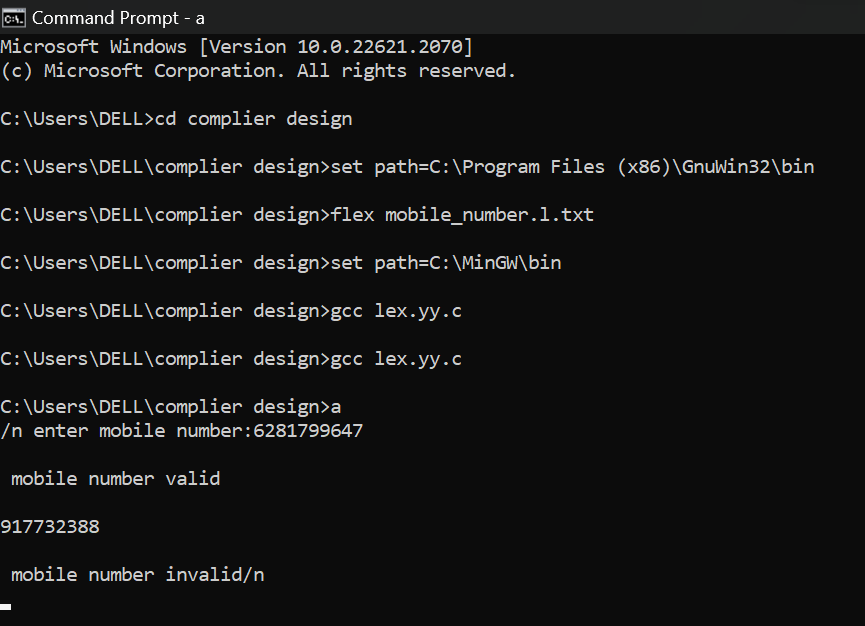 Command Prompt - a
Microsoft Windows [Version 10.0.22621.2070]
(c) Microsoft Corporation. All rights reserved.
C:\Users\DELL>cd complier design
C:\Users\DELL\complier design>set path=C:\Program Files (x86)\GnuWin32\bin
C:\Users\DELL\complier design>flex mobile_number.l.txt
C:\Users\DELL\complier design>set path=C:\MinGW\bin
C:\Users\DELL\complier design>gcc lex.yy.c
C:\Users\DELL\complier design>gcc lex.yy.c
C:\Users\DELL\complier design>a
/n enter mobile number:6281799647
mobile number valid
917732388
mobile number invalid/n